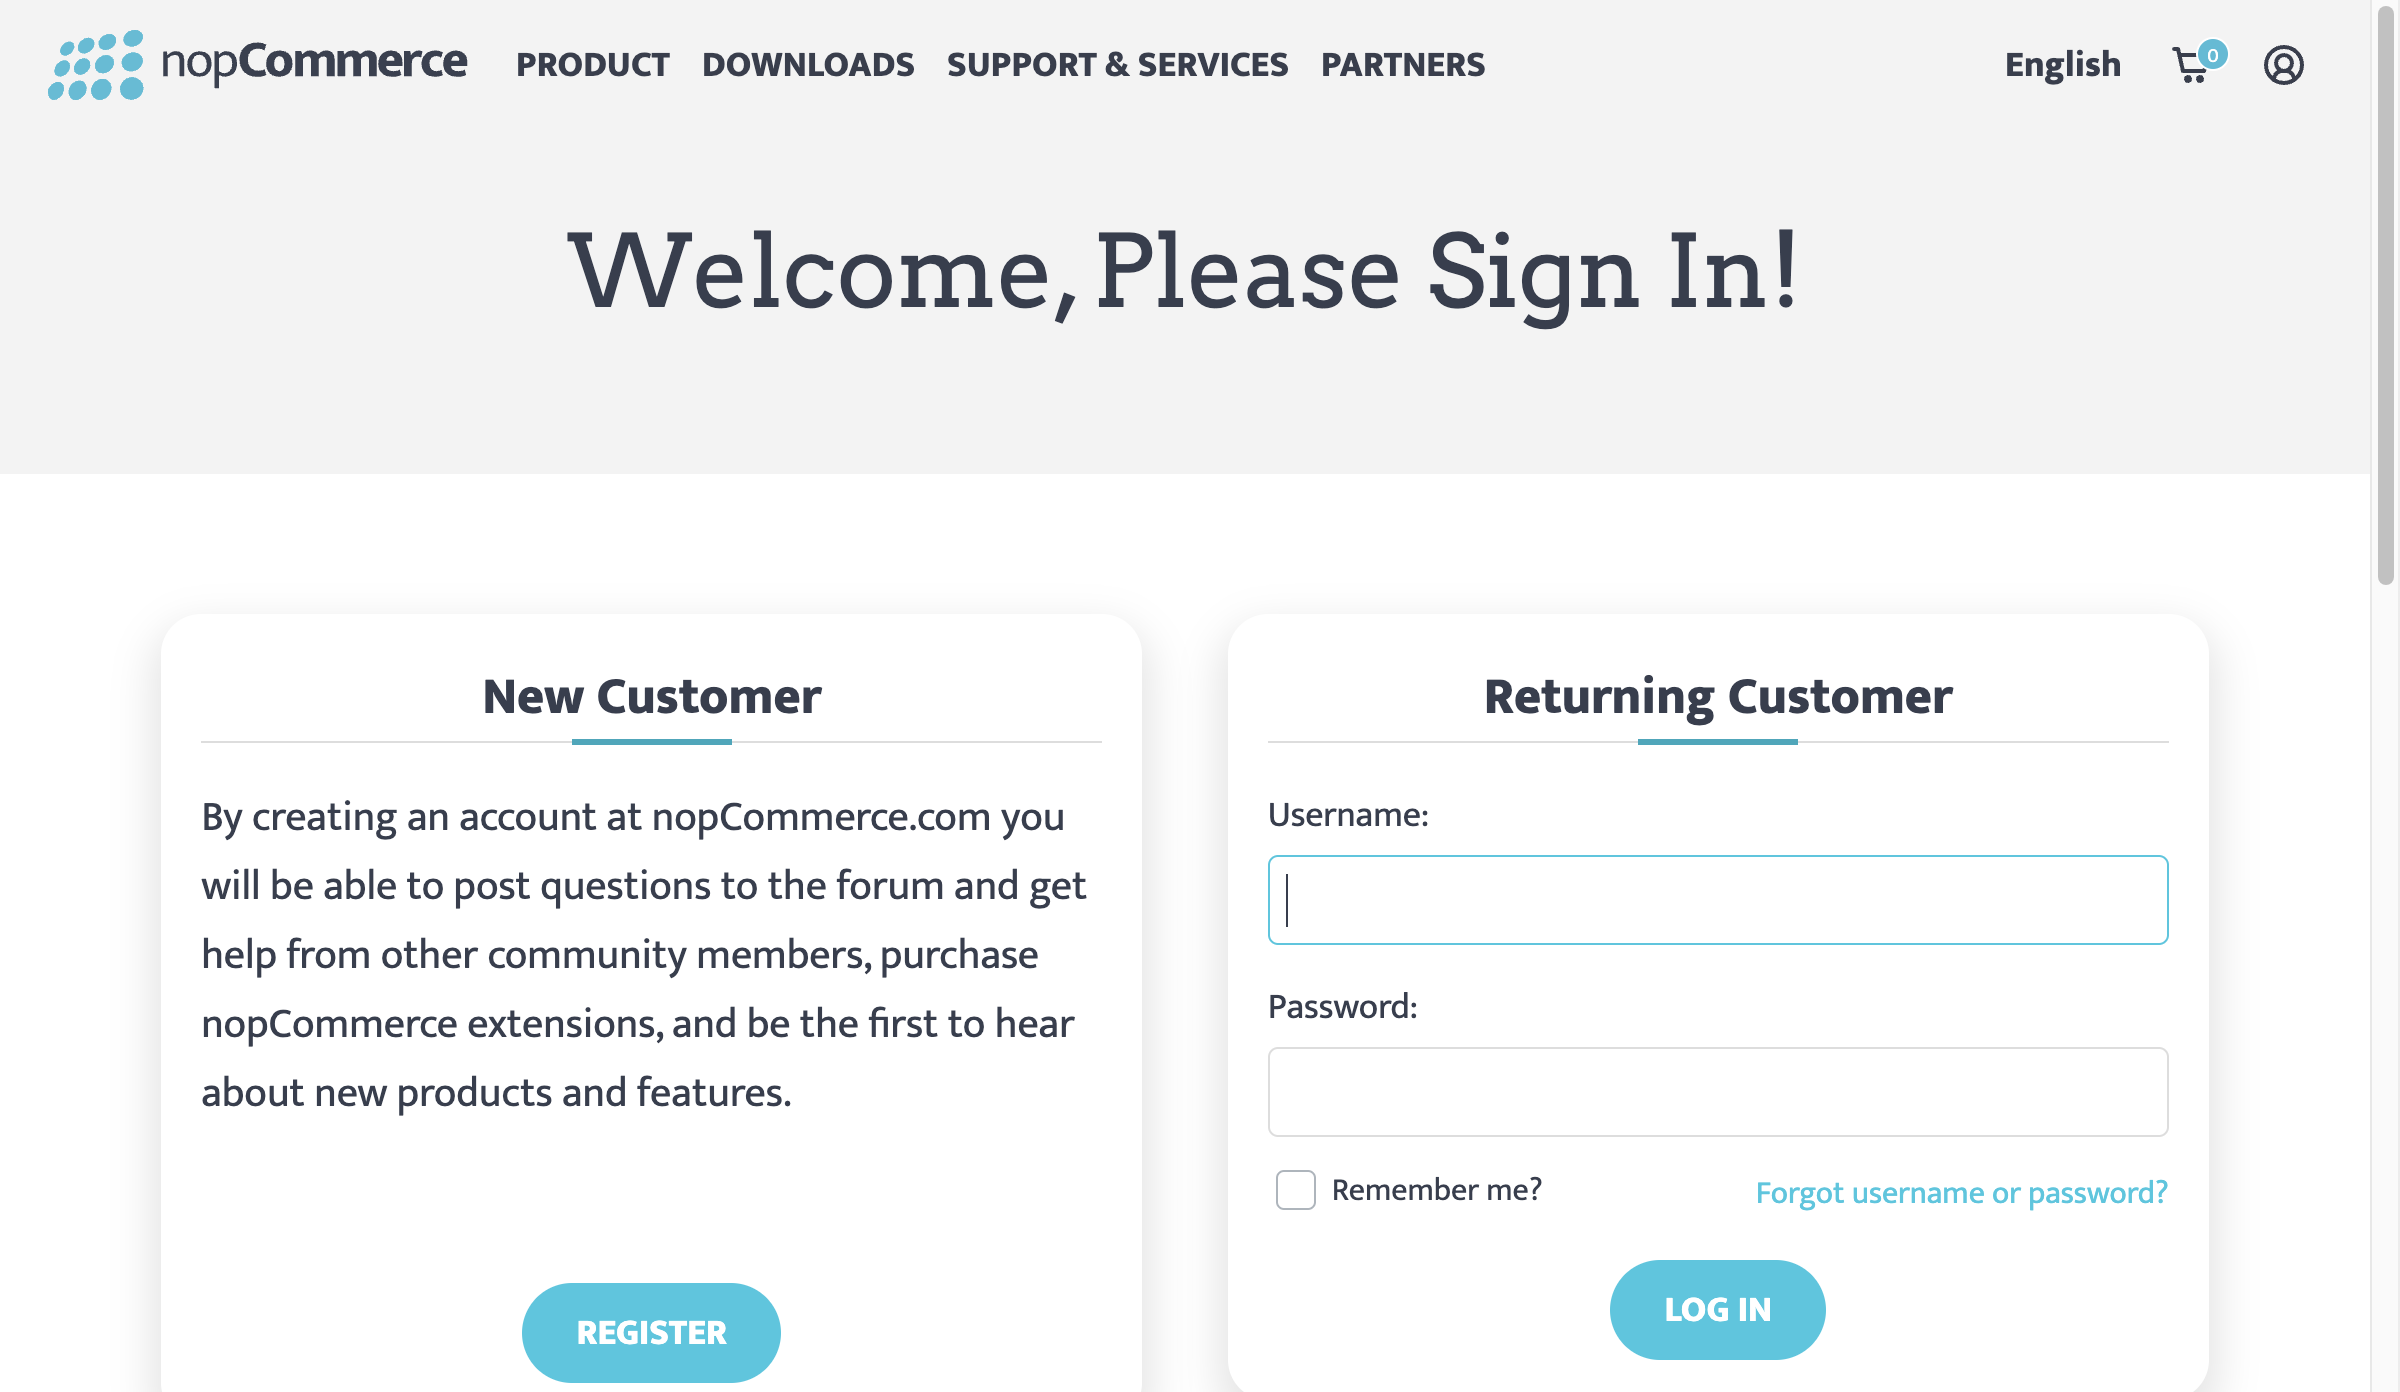 nopCommerce PRODUCT DOWNLOADS SUPPORT & SERVICES PARTNERS English 0
Welcome, Please Sign In!
New Customer
By creating an account at nopCommerce.com you
will be able to post questions to the forum and get
help from other community members, purchase
nopCommerce extensions, and be the first to hear
about new products and features.
REGISTER
Returning Customer
Username:
Password:
Remember me?
Forgot username or password?
LOG IN